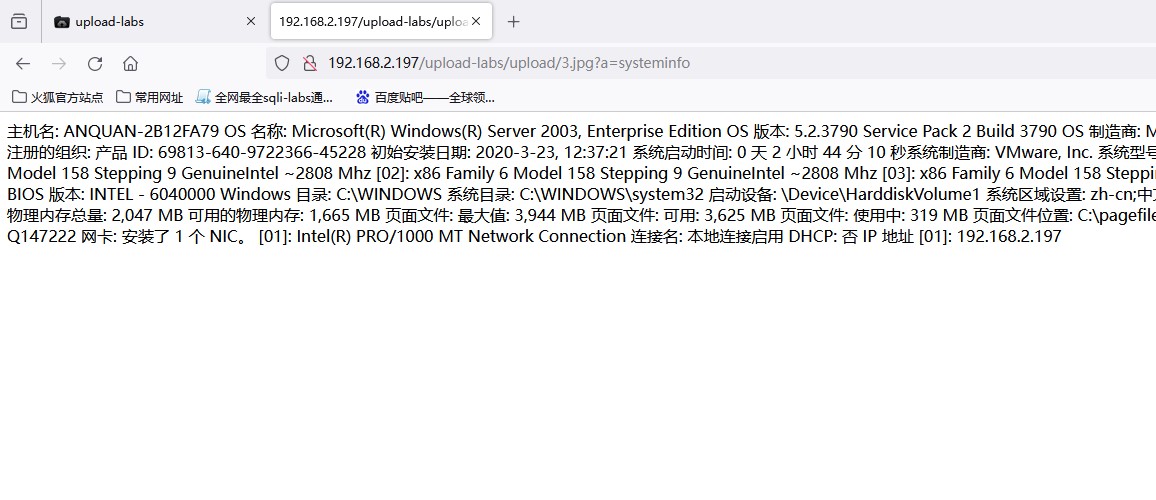 upload-labs
192.168.2.197/upload-labs/uploa
192.168.2.197/upload-labs/upload/3.jpg?a=systeminfo
火狐官方站点 常用网址 全网最全sqli-labs通... 百度贴吧——全球领...
主机名: ANQUAN-2B12FA79 OS 名称: Microsoft(R) Windows(R) Server 2003, Enterprise Edition OS 版本: 5.2.3790 Service Pack 2 Build 3790 OS 制造商: M
注册的组织: 产品 ID: 69813-640-9722366-45228 初始安装日期: 2020-3-23, 12:37:21 系统启动时间: 0 天 2 小时 44 分 10 秒系统制造商: VMware, Inc. 系统型号
Model 158 Stepping 9 GenuineIntel ~2808 Mhz [02]: x86 Family 6 Model 158 Stepping 9 GenuineIntel ~2808 Mhz [03]: x86 Family 6 Model 158 Stepping
BIOS 版本: INTEL - 6040000 Windows 目录: C:\WINDOWS 系统目录: C:\WINDOWS\system32 启动设备: \Device\HarddiskVolume1 系统区域设置: zh-cn;中
物理内存总量: 2,047 MB 可用的物理内存: 1,665 MB 页面文件: 最大值: 3,944 MB 页面文件: 可用: 3,625 MB 页面文件: 使用中: 319 MB 页面文件位置: C:\pagefile
Q147222 网卡: 安装了 1 个 NIC。 [01]: Intel(R) PRO/1000 MT Network Connection 连接名: 本地连接启用 DHCP: 否 IP 地址 [01]: 192.168.2.197